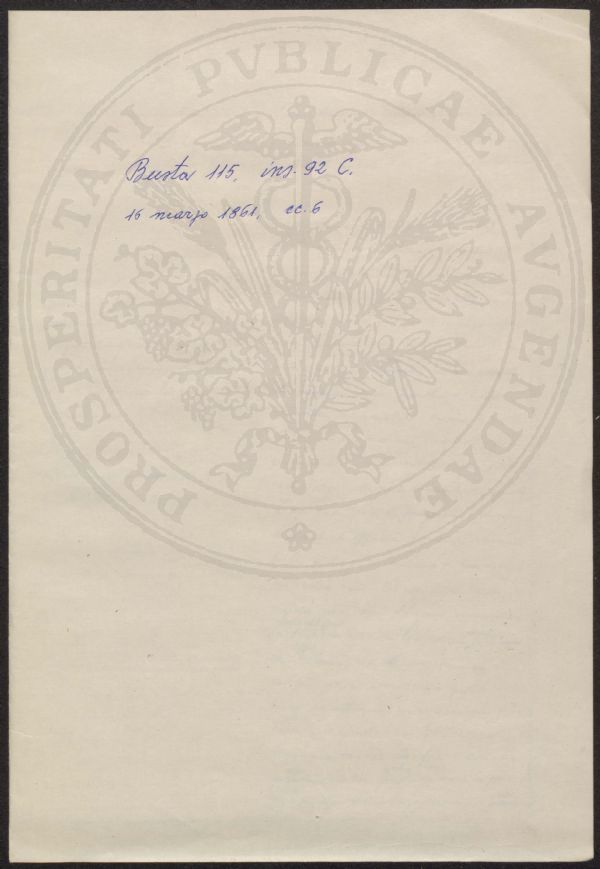 PROSPERITATI PVBLICAE AVGENDAE
Busta 115, ins. 92 C.
16 marzo 1861, cc. 6